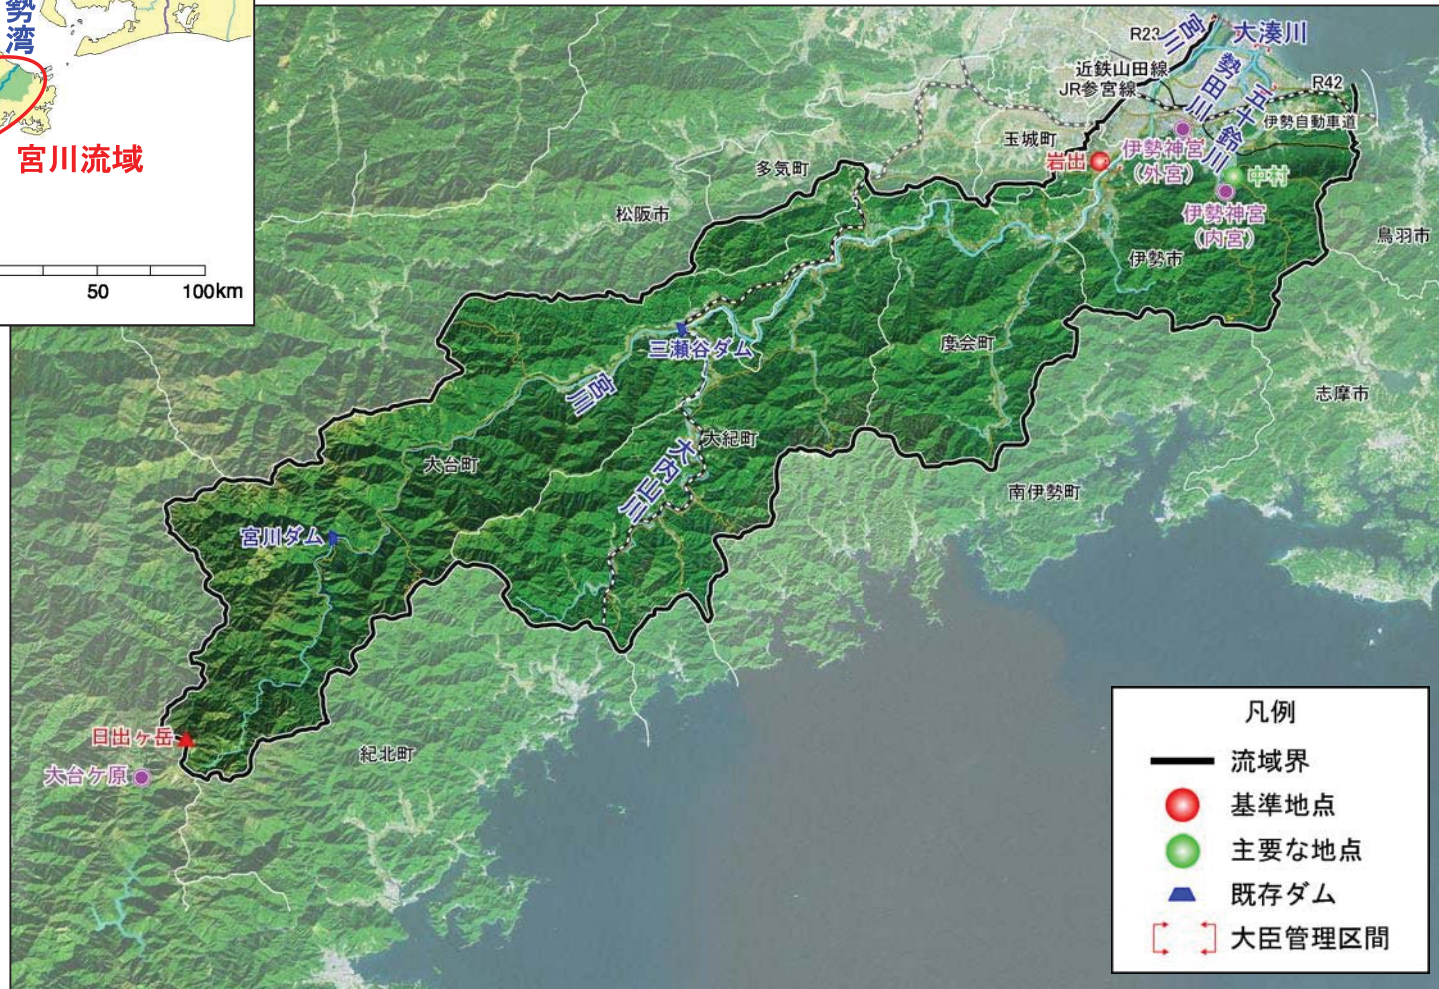 勢
湾
宮川流域
50
100km
R23
宮川
大湊川
近鉄山田線
JR参宮線
勢田川
五十鈴川
R42
伊勢自動車道
玉城町
岩出
伊勢神宮
(外宮)
中村
伊勢神宮
(内宮)
多気町
松阪市
鳥羽市
伊勢市
三瀬谷ダム
度会町
宮川
志摩市
大紀町
大内山川
大台町
南伊勢町
宮川ダム
日出ヶ岳
大台ケ原
紀北町
凡例
流域界
基準地点
主要な地点
既存ダム
大臣管理区間